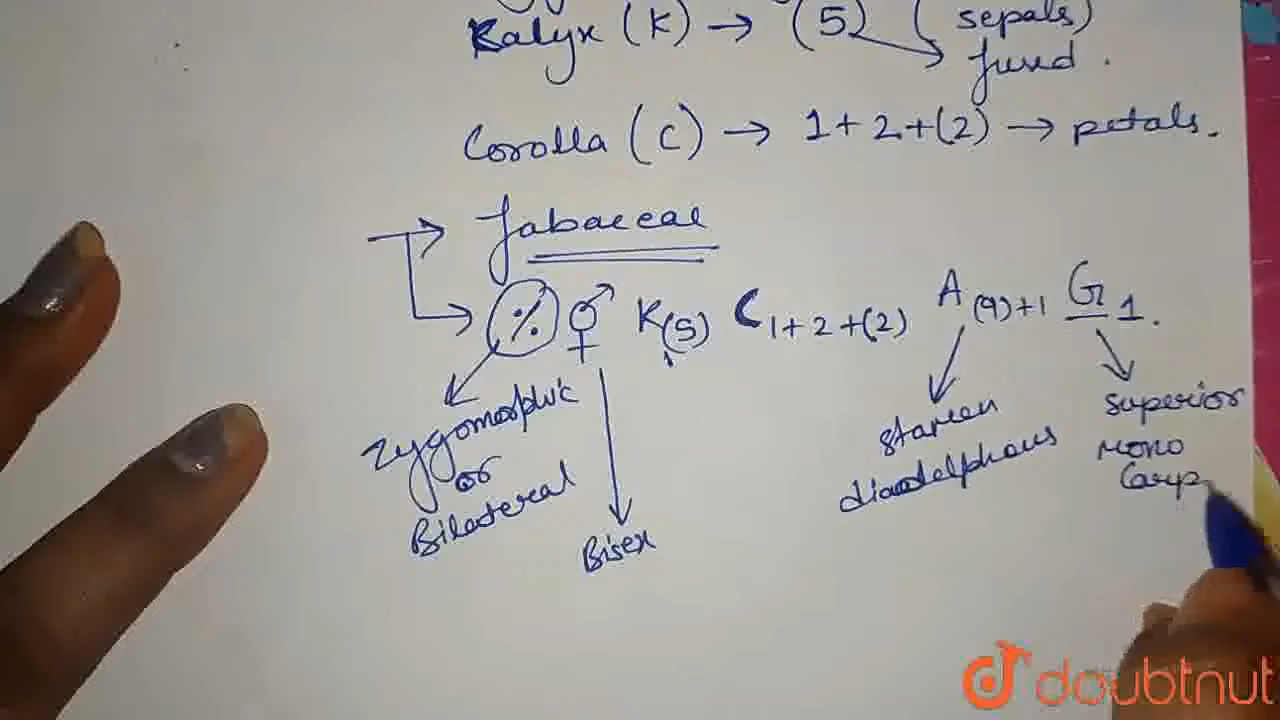 Kalyx (K) → (5) ( sepals)
fused .
Corolla (C) → 1+2+(2) → petals.
→ fabaceae
% ⚥ K(5) C1+2+(2) A(9)+1 G1.
Zygomorphic
or
Bilateral
Bisex
stamen
diadelphous
superior
mono
Carp
doubtnut